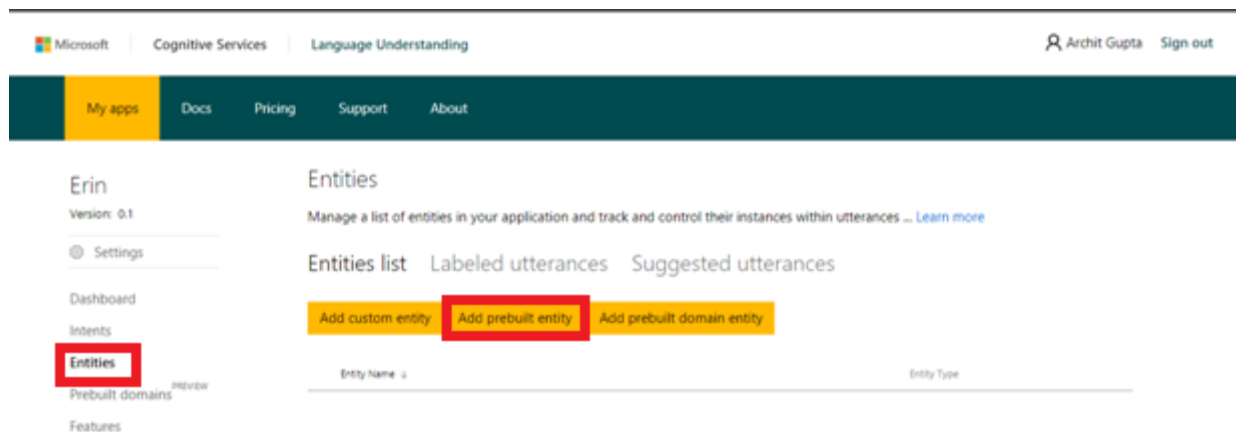 Microsoft Cognitive Services Language Understanding Archit Gupta Sign out
My apps Docs Pricing Support About
Erin
Version: 0.1
Settings
Dashboard
Intents
Entities
Prebuilt domains PREVIEW
Features
Entities
Manage a list of entities in your application and track and control their instances within utterances ... Learn more
Entities list Labeled utterances Suggested utterances
Add custom entity Add prebuilt entity Add prebuilt domain entity
Entity Name ↓ Entity Type